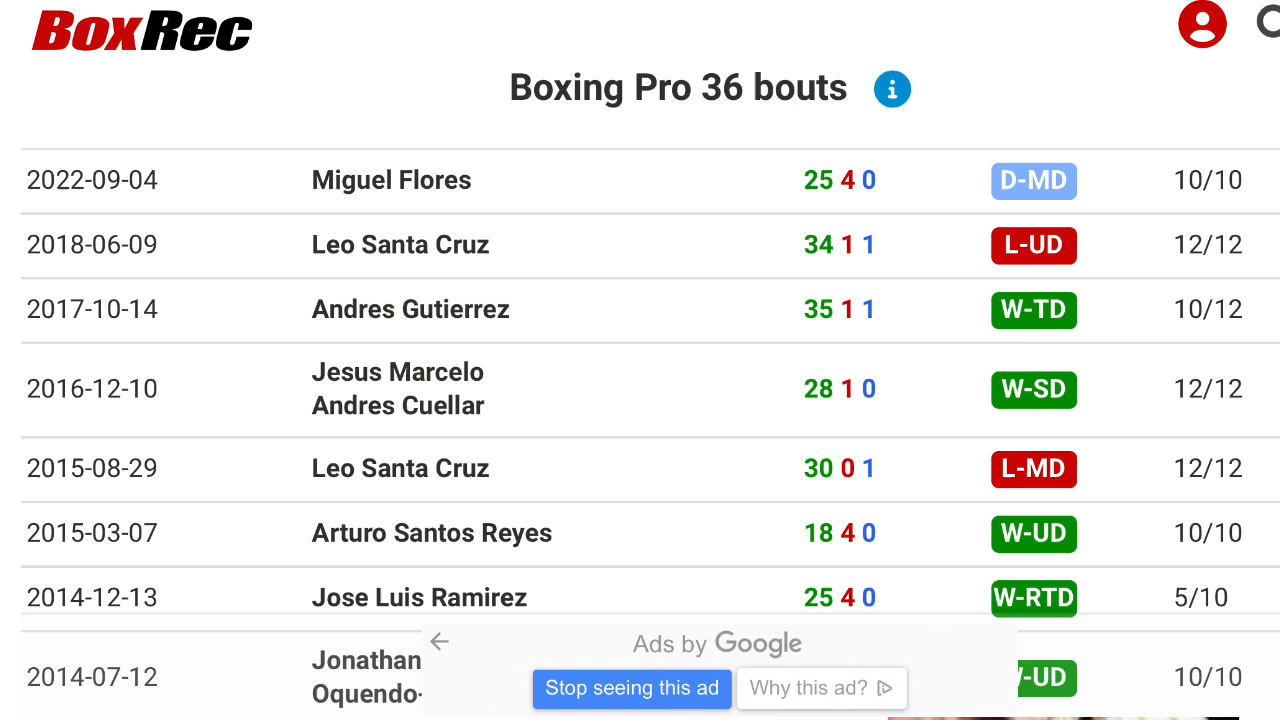 BoxRec
Boxing Pro 36 bouts
2022-09-04 Miguel Flores 25 4 0 D-MD 10/10
2018-06-09 Leo Santa Cruz 34 1 1 L-UD 12/12
2017-10-14 Andres Gutierrez 35 1 1 W-TD 10/12
2016-12-10 Jesus Marcelo Andres Cuellar 28 1 0 W-SD 12/12
2015-08-29 Leo Santa Cruz 30 0 1 L-MD 12/12
2015-03-07 Arturo Santos Reyes 18 4 0 W-UD 10/10
2014-12-13 Jose Luis Ramirez 25 4 0 W-RTD 5/10
2014-07-12 Jonathan Oquendo- -UD 10/10
Ads by Google
Stop seeing this ad Why this ad?